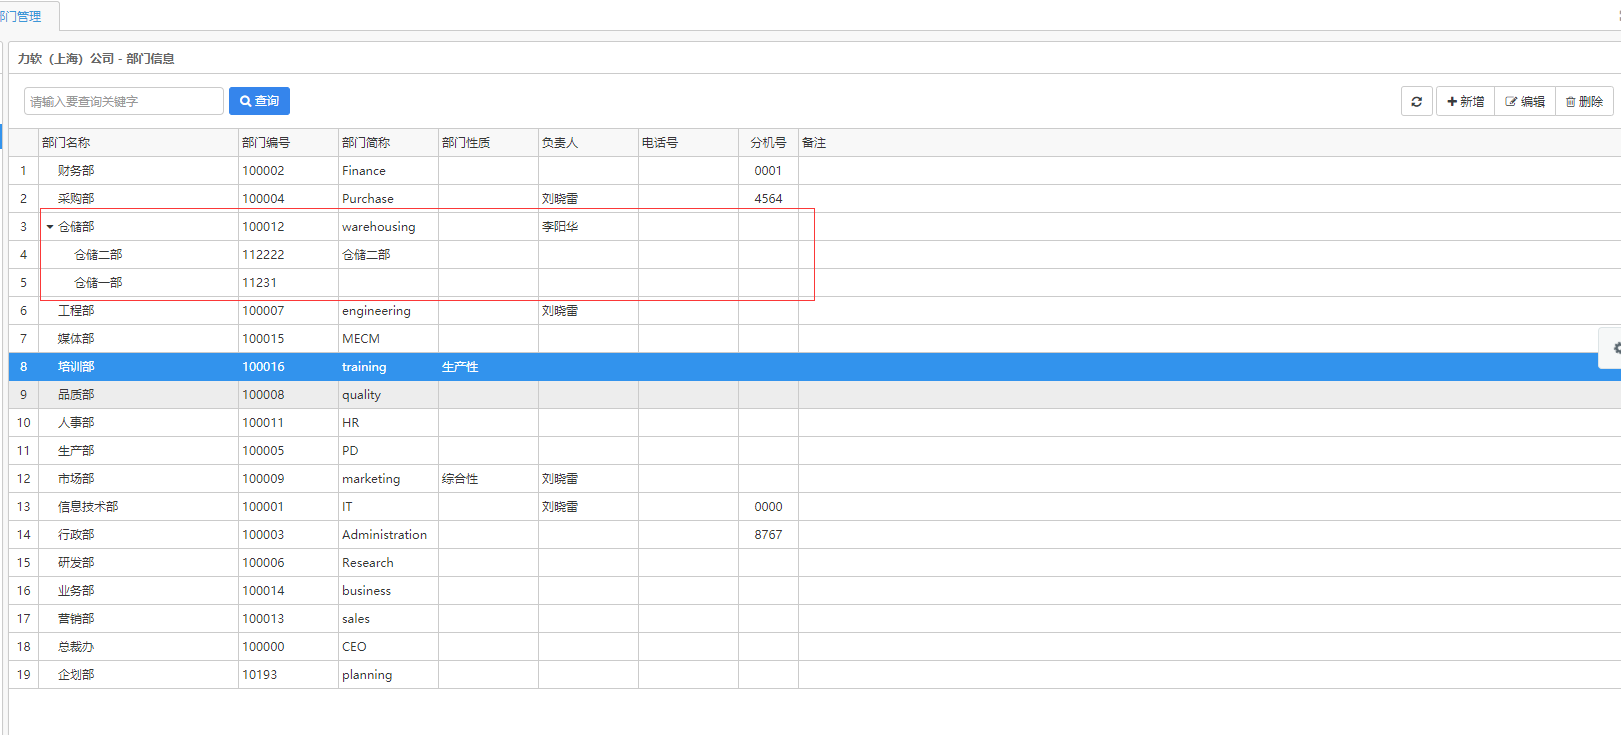 部门管理
力软（上海）公司 - 部门信息
请输入要查询关键字 查询 新增 编辑 删除
部门名称 部门编号 部门简称 部门性质 负责人 电话号 分机号 备注
1 财务部 100002 Finance 0001
2 采购部 100004 Purchase 刘晓雷 4564
3 仓储部 100012 warehousing 李阳华
4 仓储二部 112222 仓储二部
5 仓储一部 11231
6 工程部 100007 engineering 刘晓雷
7 媒体部 100015 MECM
8 培训部 100016 training 生产性
9 品质部 100008 quality
10 人事部 100011 HR
11 生产部 100005 PD
12 市场部 100009 marketing 综合性 刘晓雷
13 信息技术部 100001 IT 刘晓雷 0000
14 行政部 100003 Administration 8767
15 研发部 100006 Research
16 业务部 100014 business
17 营销部 100013 sales
18 总裁办 100000 CEO
19 企划部 10193 planning